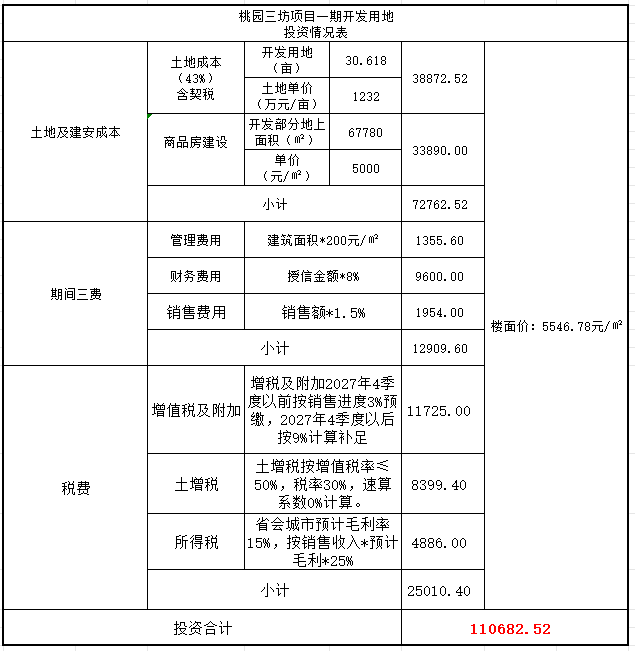 桃园三坊项目一期开发用地
投资情况表
土地及建安成本
土地成本
（43%）
含契税
开发用地
（亩）
30.618
38872.52
土地单价
（万元/亩）
1232
商品房建设
开发部分地上
面积（㎡）
67780
33890.00
单价
（元/㎡）
5000
小计
72762.52
期间三费
管理费用
建筑面积*200元/㎡
1355.60
财务费用
授信金额*8%
9600.00
销售费用
销售额*1.5%
1954.00
小计
12909.60
楼面价：5546.78元/㎡
税费
增值税及附加
增税及附加2027年4季
度以前按销售进度3%预
缴，2027年4季度以后
按9%计算补足
11725.00
土增税
土增税按增值税率≤
50%，税率30%，速算
系数0%计算。
8399.40
所得税
省会城市预计毛利率
15%，按销售收入*预计
毛利*25%
4886.00
小计
25010.40
投资合计
110682.52